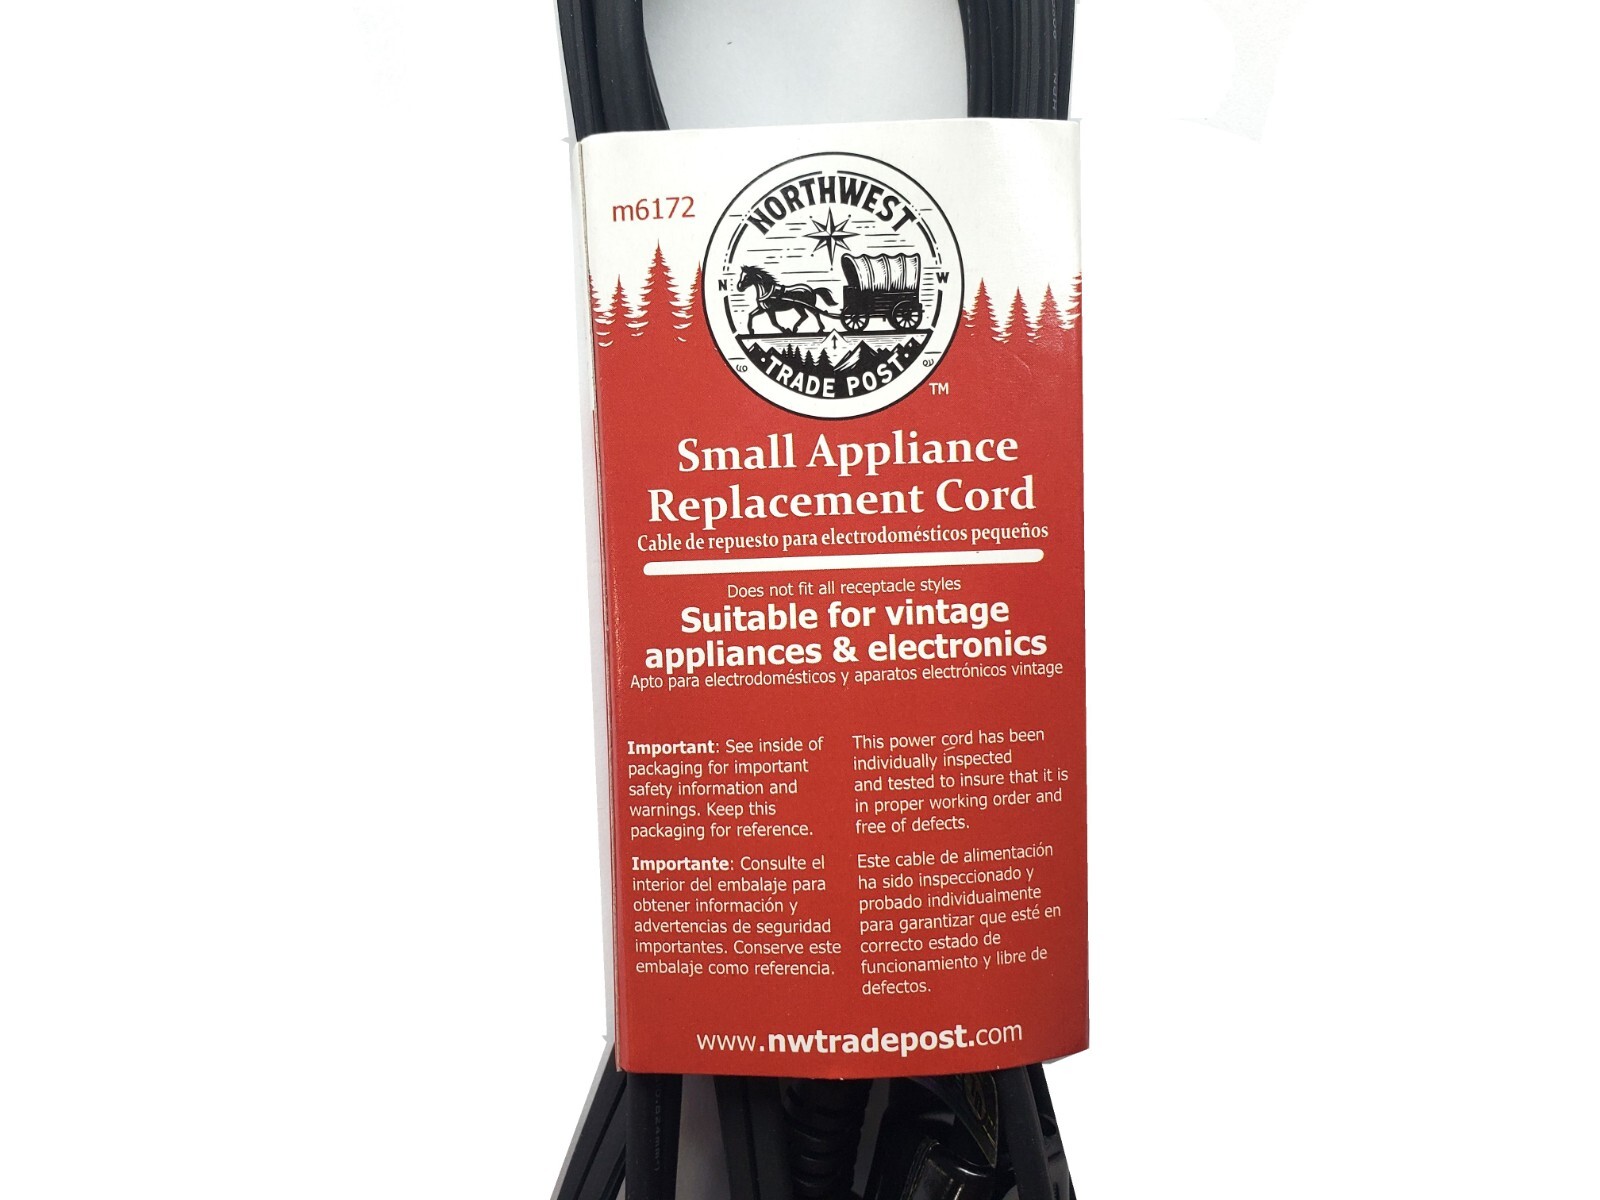 m6172
NORTHWEST
N W
TRADE POST
TM
Small Appliance
Replacement Cord
Cable de repuesto para electrodomésticos pequeños
Does not fit all receptacle styles
Suitable for vintage
appliances & electronics
Apto para electrodomésticos y aparatos electrónicos vintage
Important: See inside of
packaging for important
safety information and
warnings. Keep this
packaging for reference.
Importante: Consulte el
interior del embalaje para
obtener información y
advertencias de seguridad
importantes. Conserve este
embalaje como referencia.
This power cord has been
individually inspected
and tested to insure that it is
in proper working order and
free of defects.
Este cable de alimentación
ha sido inspeccionado y
probado individualmente
para garantizar que esté en
correcto estado de
funcionamiento y libre de
defectos.
www.nwtradepost.com